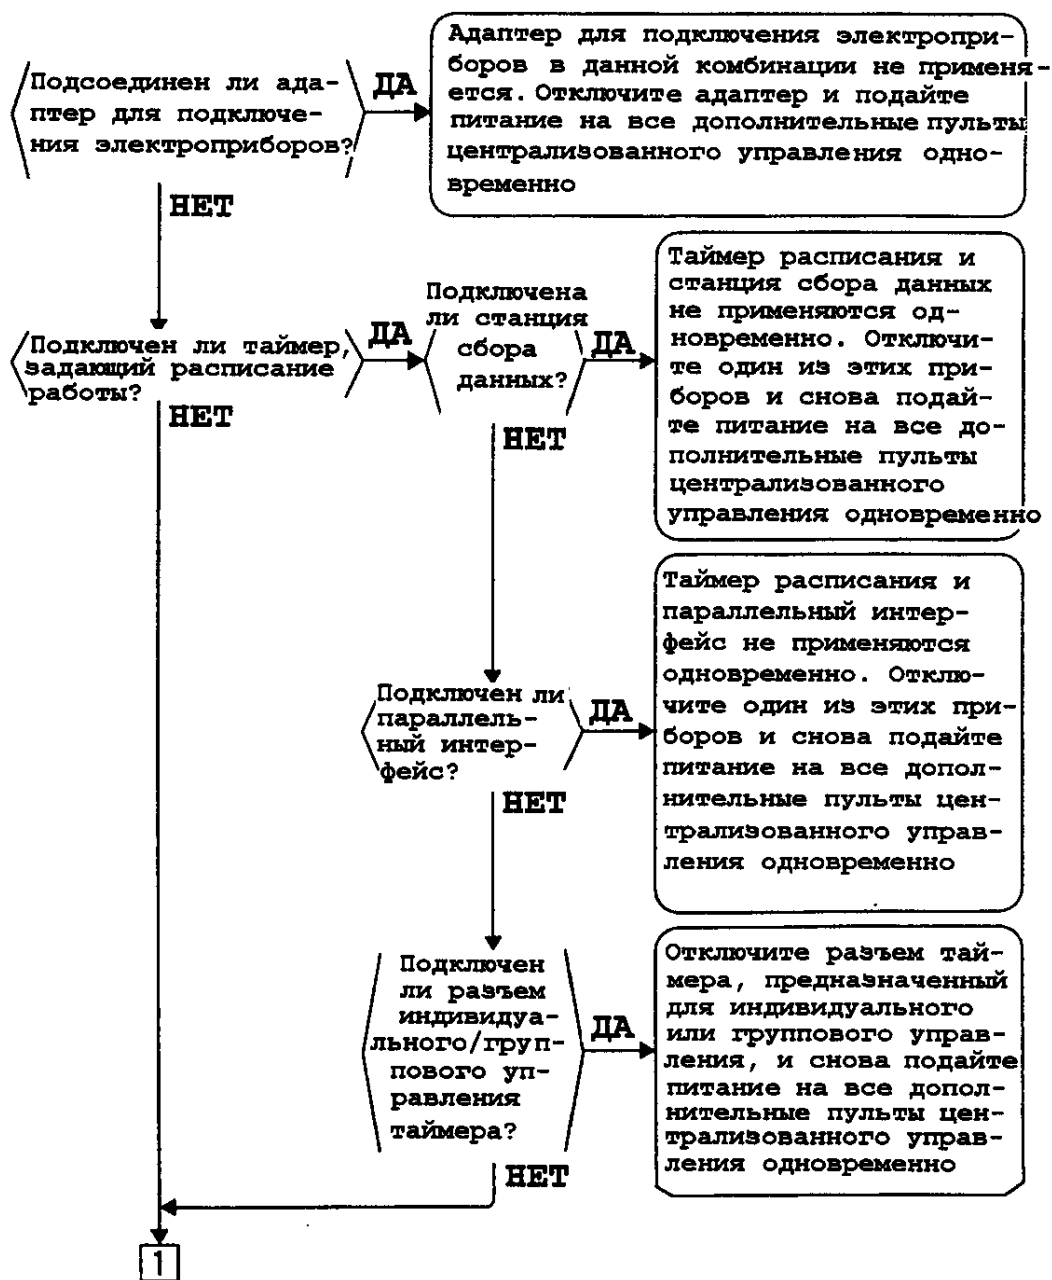 Подсоединен ли ада-
птер для подключе-
ния электроприборов?
ДА
Адаптер для подключения электропри-
боров в данной комбинации не применя-
ется. Отключите адаптер и подайте
питание на все дополнительные пульты
централизованного управления одно-
временно
НЕТ
Подключен ли таймер,
задающий расписание
работы?
ДА
Подключена
ли станция
сбора
данных?
ДА
Таймер расписания и
станция сбора данных
не применяются од-
новременно. Отключи-
те один из этих при-
боров и снова подай-
те питание на все до-
полнительные пульты
централизованного
управления одновременно
НЕТ
НЕТ
Подключен ли
параллель-
ный интер-
фейс?
ДА
Таймер расписания и
параллельный интер-
фейс не применяются
одновременно. Отклю-
чите один из этих при-
боров и снова подайте
питание на все допол-
нительные пульты цен-
трализованного управ-
ления одновременно
НЕТ
Подключен
ли разъем
индивидуа-
льного/груп-
пового уп-
равления
таймера?
ДА
Отключите разъем тай-
мера, предназначенный
для индивидуального
или группового управ-
ления, и снова подайте
питание на все допол-
нительные пульты цен-
трализованного управ-
ления одновременно
НЕТ
1